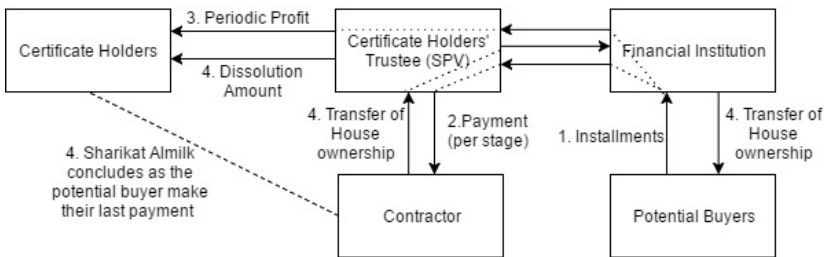 3. Periodic Profit
Certificate Holders
Certificate Holders'
Trustee (SPV)
Financial Institution
4. Dissolution
Amount
4. Transfer of
House
ownership
2.Payment
(per stage)
1. Installments
4. Transfer of
House
ownership
4. Sharikat Almilk
concludes as the
potential buyer make
their last payment
Contractor
Potential Buyers